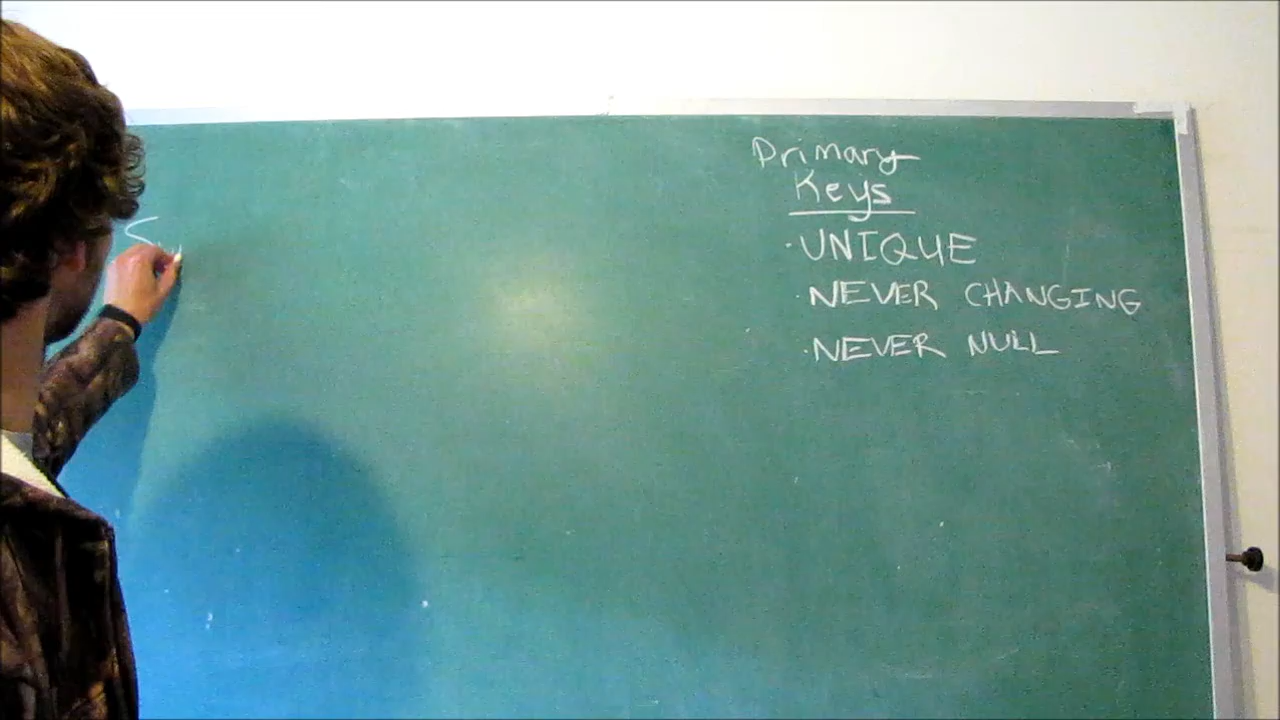 Primary
Keys
· UNIQUE
· NEVER CHANGING
· NEVER NULL